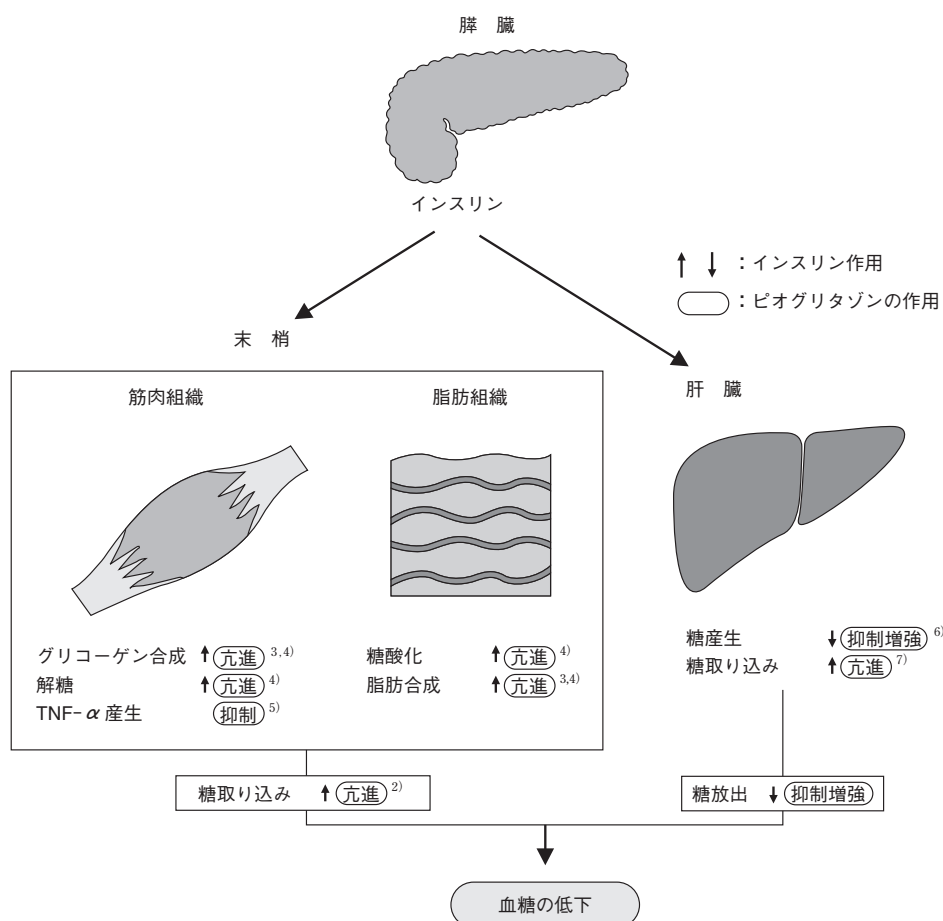 膵　臓
インスリン
↑ ↓ ：インスリン作用
：ピオグリタゾンの作用
末　梢
肝　臓
筋肉組織
グリコーゲン合成 ↑ 亢進 3,4)
解糖 ↑ 亢進 4)
TNF-α 産生 抑制 5)
脂肪組織
糖酸化 ↑ 亢進 4)
脂肪合成 ↑ 亢進 3,4)
糖産生 ↓ 抑制増強 6)
糖取り込み ↑ 亢進 7)
糖取り込み ↑ 亢進 2)
糖放出 ↓ 抑制増強
血糖の低下